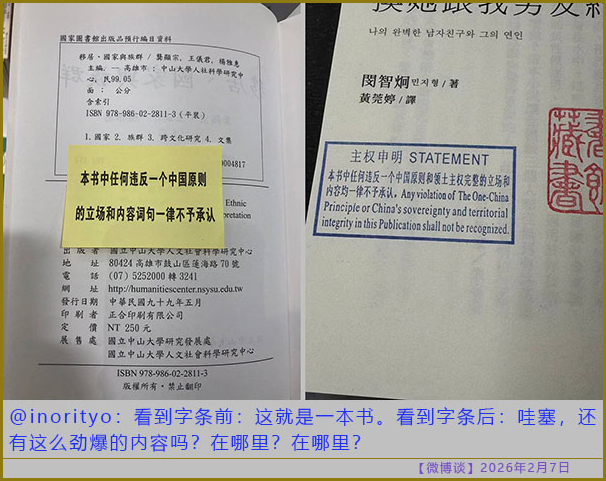 國家圖書館出版品預行編目資料
移居‧國家與族群 / 龔顯宗、王儀君、楊雅惠
主編. -- 高雄市：中山大學人社科學研究中
心, 民99.05
面： 公分
含索引
ISBN 978-986-02-2811-3 (平裝)
1.國家 2.族群 3.跨文化研究 4.文集
0004817
本书中任何违反一个中国原则
的立场和内容词句一律不予承认
Ethnic
pretation
出 版 者 國立中山大學人文社會科學研究中心
地 址 80424 高雄市鼓山區蓮海路 70 號
電 話 (07) 5252000 轉 3241
網 址 http://humanitiescenter.nsysu.edu.tw
發行日期 中華民國九十九年五月
印 刷 者 正合印刷有限公司
定 價 NT 250 元
展 售 處 國立中山大學研究發展處
國立中山大學人文社會科學研究中心
ISBN 978-986-02-2811-3
版權所有‧禁止翻印
나의 완벽한 남자친구와 그의 연인
閔智炯 민지형 / 著
黃莞婷 / 譯
藏書
主权申明 STATEMENT
本书中任何违反一个中国原则和领土主权完整的立场和
内容均一律不予承认。Any violation of The One-China
Principle or China's sovereignty and territorial
integrity in this Publication shall not be recognized.
@inorityo：看到字条前：这就是一本书。看到字条后：哇塞，还
有这么劲爆的内容吗？在哪里？在哪里？
【微博谈】2026年2月7日